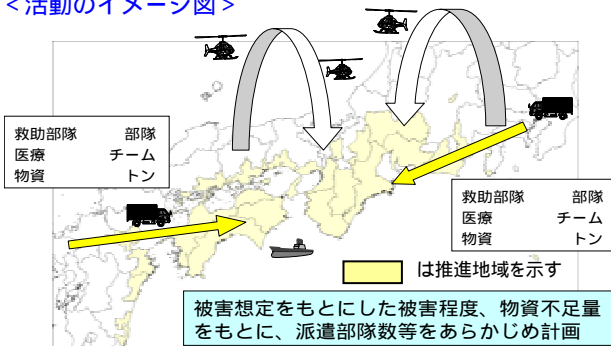 <活動のイメージ図>
救助部隊　　部隊
医療　　チーム
物資　　トン
救助部隊　　部隊
医療　　チーム
物資　　トン
は推進地域を示す
被害想定をもとにした被害程度、物資不足量
をもとに、派遣部隊数等をあらかじめ計画